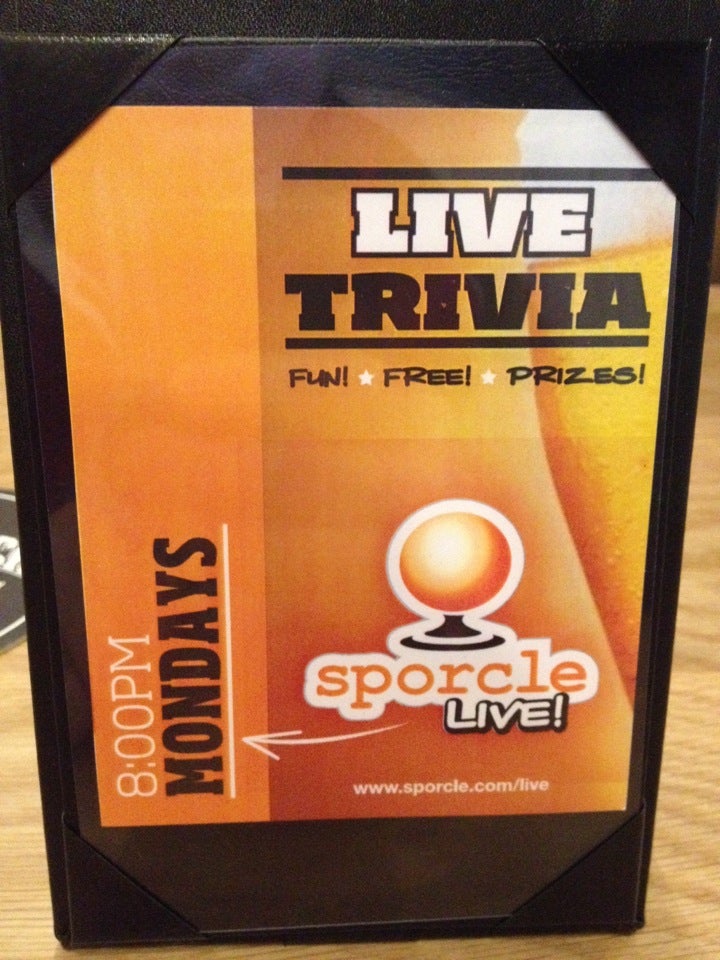 LIVE
TRIVIA
FUN! ★ FREE! ★ PRIZES!
8:00PM
MONDAYS
sporcle
LIVE!
www.sporcle.com/live